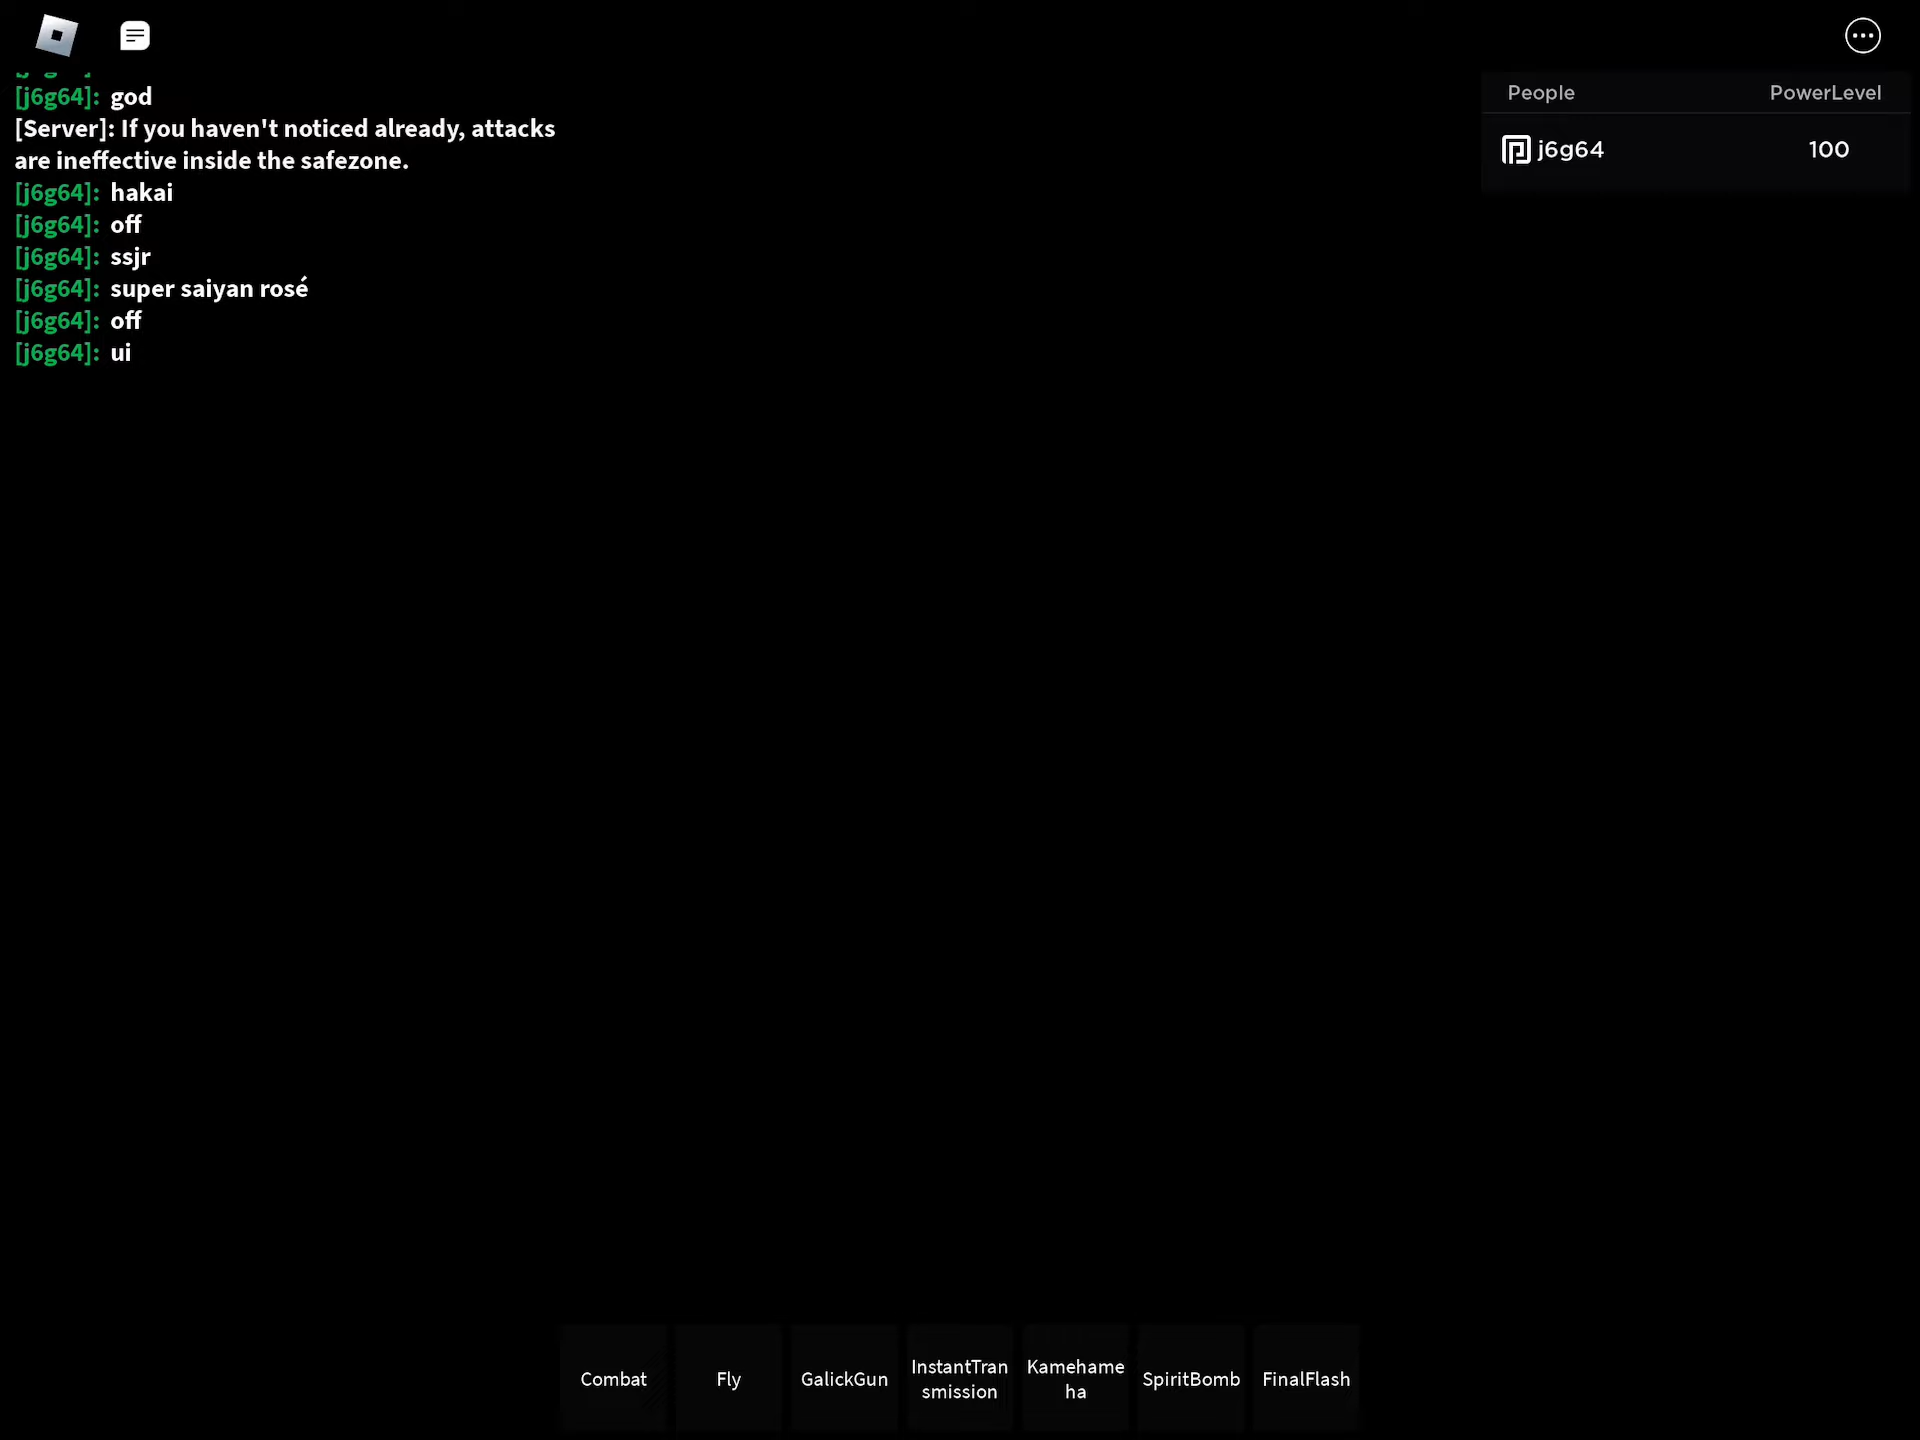 [j6g64]: god
[Server]: If you haven't noticed already, attacks
are ineffective inside the safezone.
[j6g64]: hakai
[j6g64]: off
[j6g64]: ssjr
[j6g64]: super saiyan rosé
[j6g64]: off
[j6g64]: ui
People PowerLevel
j6g64 100
Combat
Fly
GalickGun
InstantTran
smission
Kamehame
ha
SpiritBomb
FinalFlash